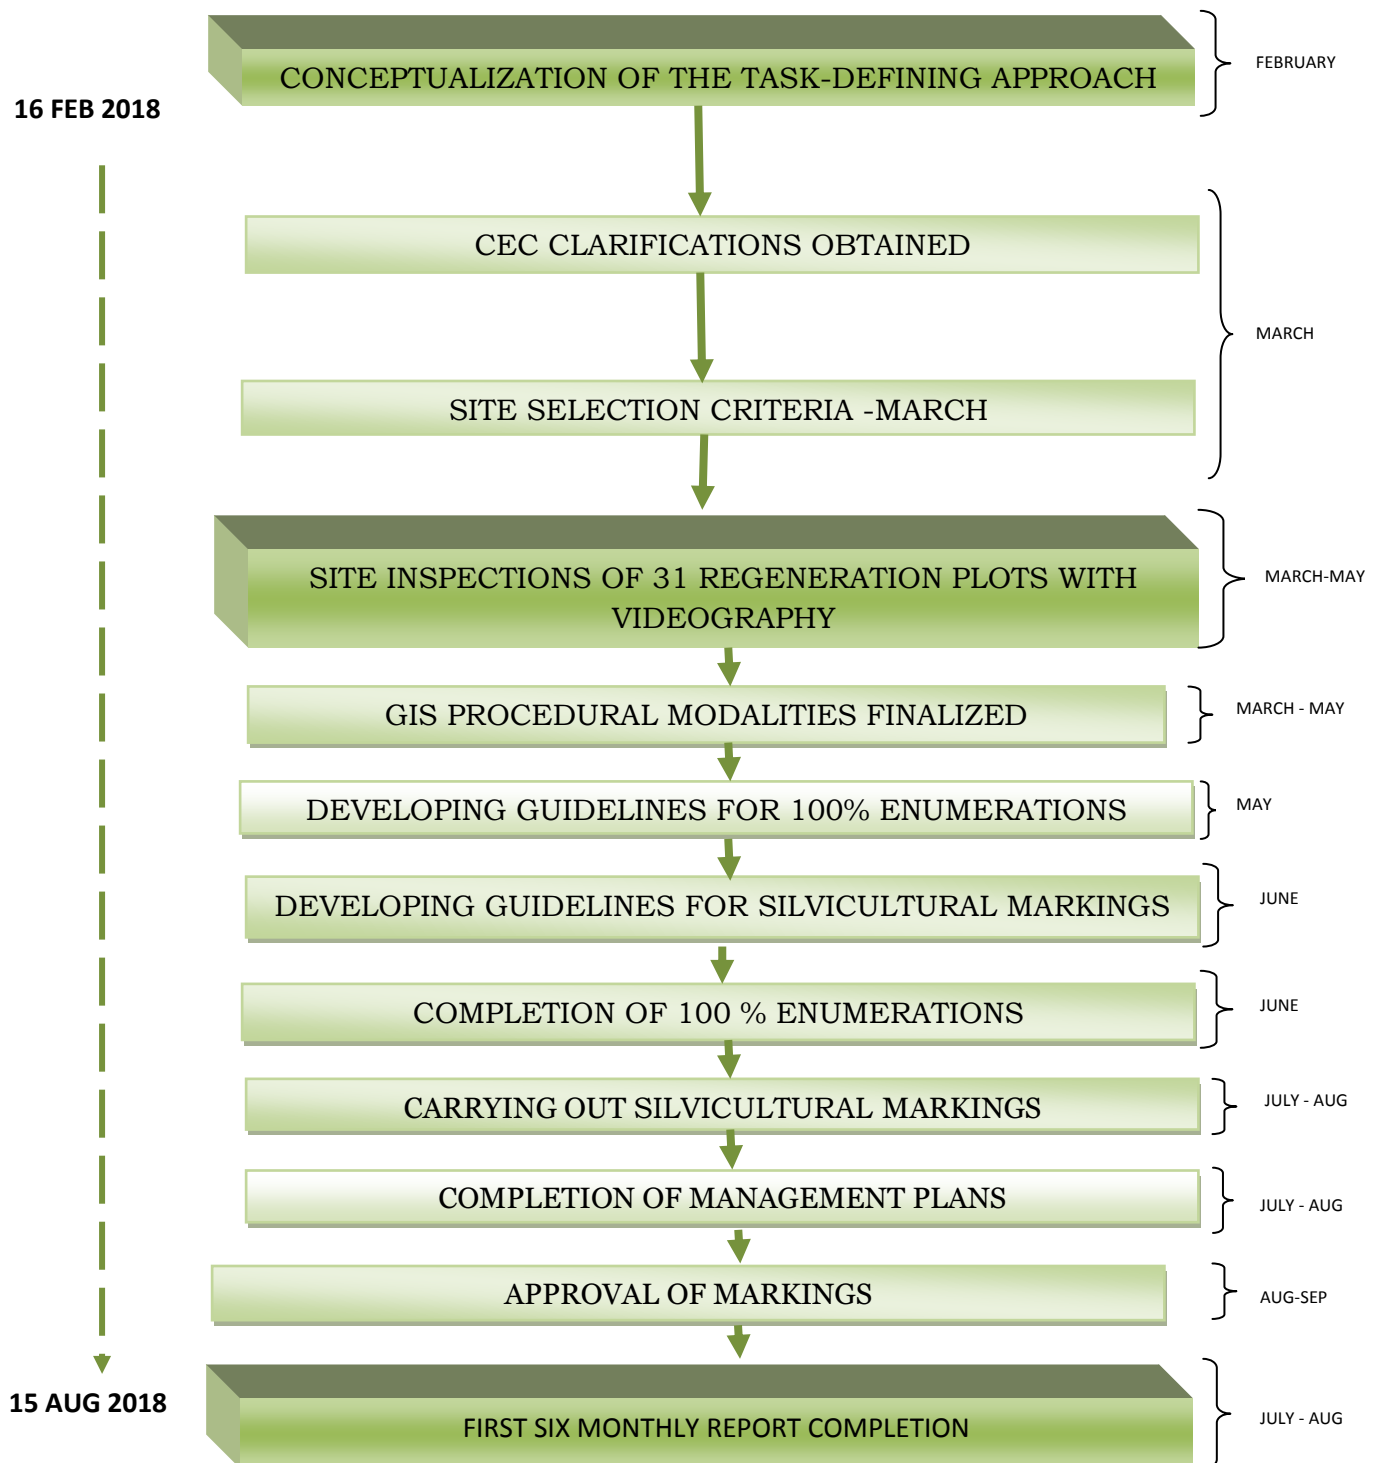 CONCEPTUALIZATION OF THE TASK-DEFINING APPROACH
FEBRUARY
16 FEB 2018
CEC CLARIFICATIONS OBTAINED
MARCH
SITE SELECTION CRITERIA -MARCH
SITE INSPECTIONS OF 31 REGENERATION PLOTS WITH
VIDEOGRAPHY
MARCH-MAY
GIS PROCEDURAL MODALITIES FINALIZED
MARCH - MAY
DEVELOPING GUIDELINES FOR 100% ENUMERATIONS
MAY
DEVELOPING GUIDELINES FOR SILVICULTURAL MARKINGS
JUNE
COMPLETION OF 100 % ENUMERATIONS
JUNE
CARRYING OUT SILVICULTURAL MARKINGS
JULY - AUG
COMPLETION OF MANAGEMENT PLANS
JULY - AUG
APPROVAL OF MARKINGS
AUG-SEP
15 AUG 2018
FIRST SIX MONTHLY REPORT COMPLETION
JULY - AUG